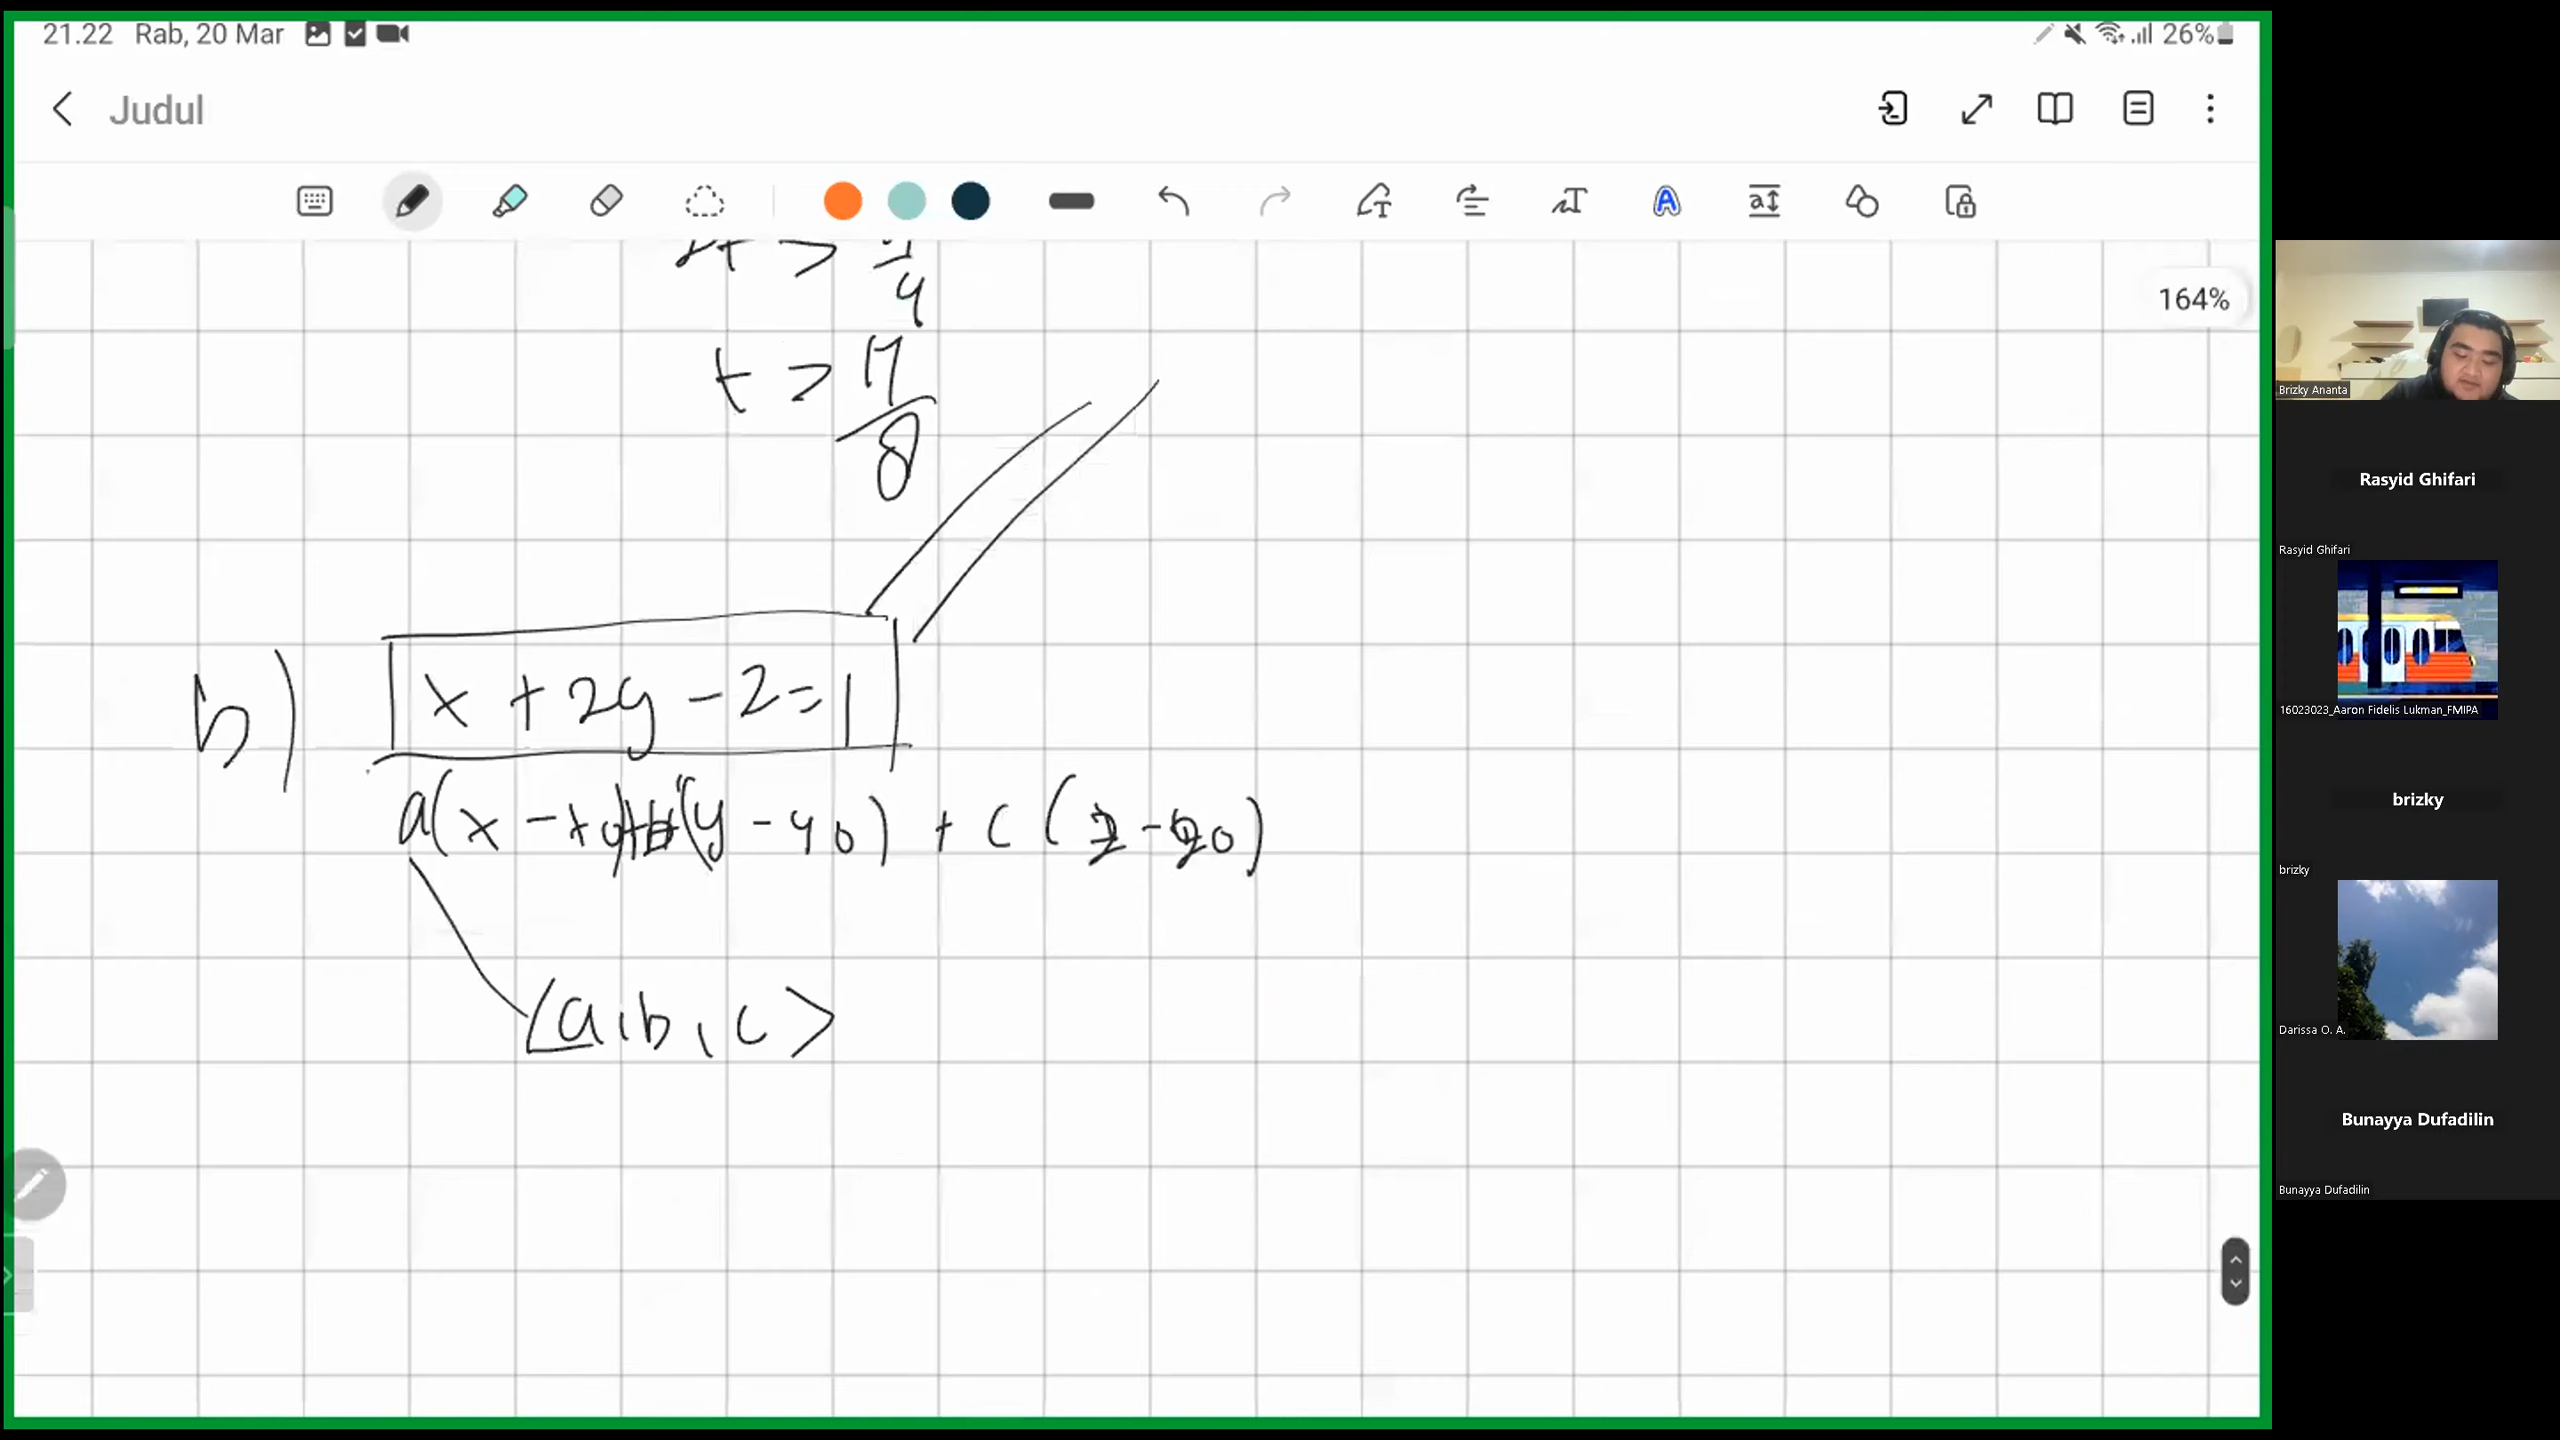 21.22 Rab, 20 Mar
26%
Judul
A
a
164%
4
t > 17/8
b) x + 2y - z = 1
a(x - x0) + b(y - y0) + c(z - z0)
<a, b, c>
Brizky Ananta
Rasyid Ghifari
Rasyid Ghifari
16023023_Aaron Fidelis Lukman_FMIPA
brizky
brizky
Darissa O. A.
Bunayya Dufadilin
Bunayya Dufadilin